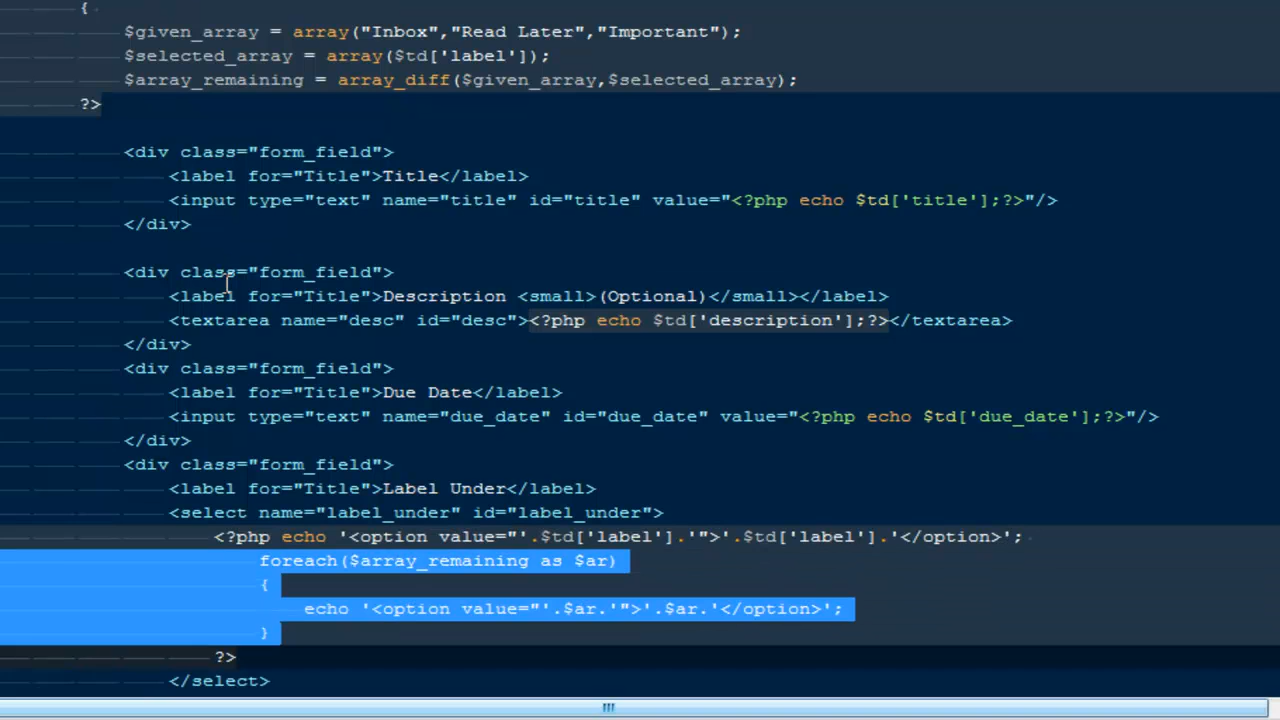 {
$given_array = array("Inbox","Read Later","Important");
$selected_array = array($td['label']);
$array_remaining = array_diff($given_array,$selected_array);
?>
<div class="form_field">
<label for="Title">Title</label>
<input type="text" name="title" id="title" value="<?php echo $td['title'];?>"/>
</div>
<div class="form_field">
<label for="Title">Description <small>(Optional)</small></label>
<textarea name="desc" id="desc"><?php echo $td['description'];?></textarea>
</div>
<div class="form_field">
<label for="Title">Due Date</label>
<input type="text" name="due_date" id="due_date" value="<?php echo $td['due_date'];?>"/>
</div>
<div class="form_field">
<label for="Title">Label Under</label>
<select name="label_under" id="label_under">
<?php echo '<option value="'.$td['label'].'">'.$td['label'].'</option>';
foreach($array_remaining as $ar)
{
echo '<option value="'.$ar.'">'.$ar.'</option>';
}
?>
</select>